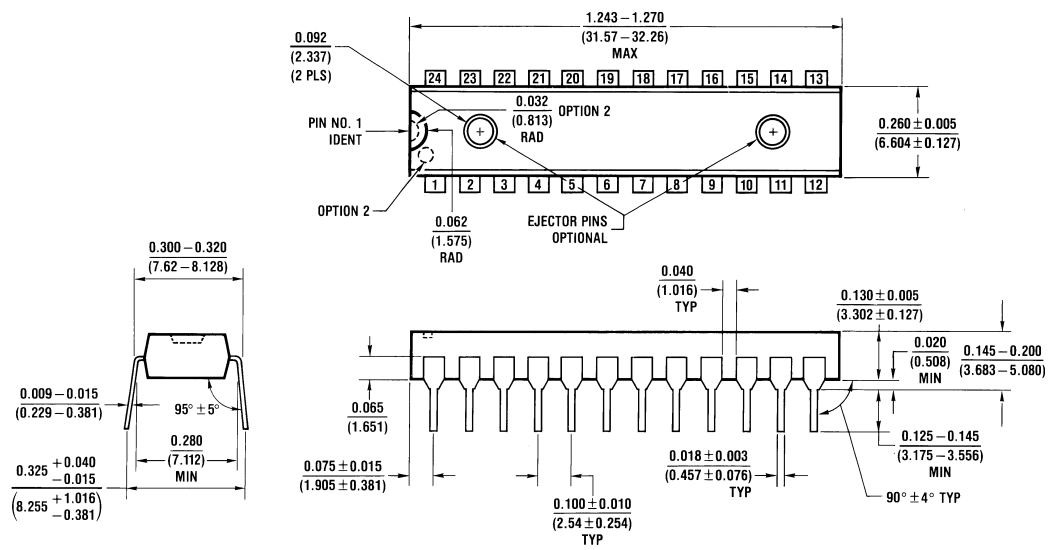 1.243 – 1.270
(31.57 – 32.26)
MAX
0.092
(2.337)
(2 PLS)
24 23 22 21 20 19 18 17 16 15 14 13
0.032
(0.813)
RAD
OPTION 2
PIN NO. 1
IDENT
0.260 ± 0.005
(6.604 ± 0.127)
1 2 3 4 5 6 7 8 9 10 11 12
OPTION 2
0.062
(1.575)
RAD
EJECTOR PINS
OPTIONAL
0.300 – 0.320
(7.62 – 8.128)
0.040
(1.016)
TYP
0.130 ± 0.005
(3.302 ± 0.127)
0.020
(0.508)
MIN
0.145 – 0.200
(3.683 – 5.080)
0.009 – 0.015
(0.229 – 0.381)
95° ± 5°
0.065
(1.651)
0.280
(7.112)
MIN
0.125 – 0.145
(3.175 – 3.556)
MIN
0.325 + 0.040
– 0.015
(8.255 + 1.016
– 0.381)
0.075 ± 0.015
(1.905 ± 0.381)
0.018 ± 0.003
(0.457 ± 0.076)
TYP
90° ± 4° TYP
0.100 ± 0.010
(2.54 ± 0.254)
TYP